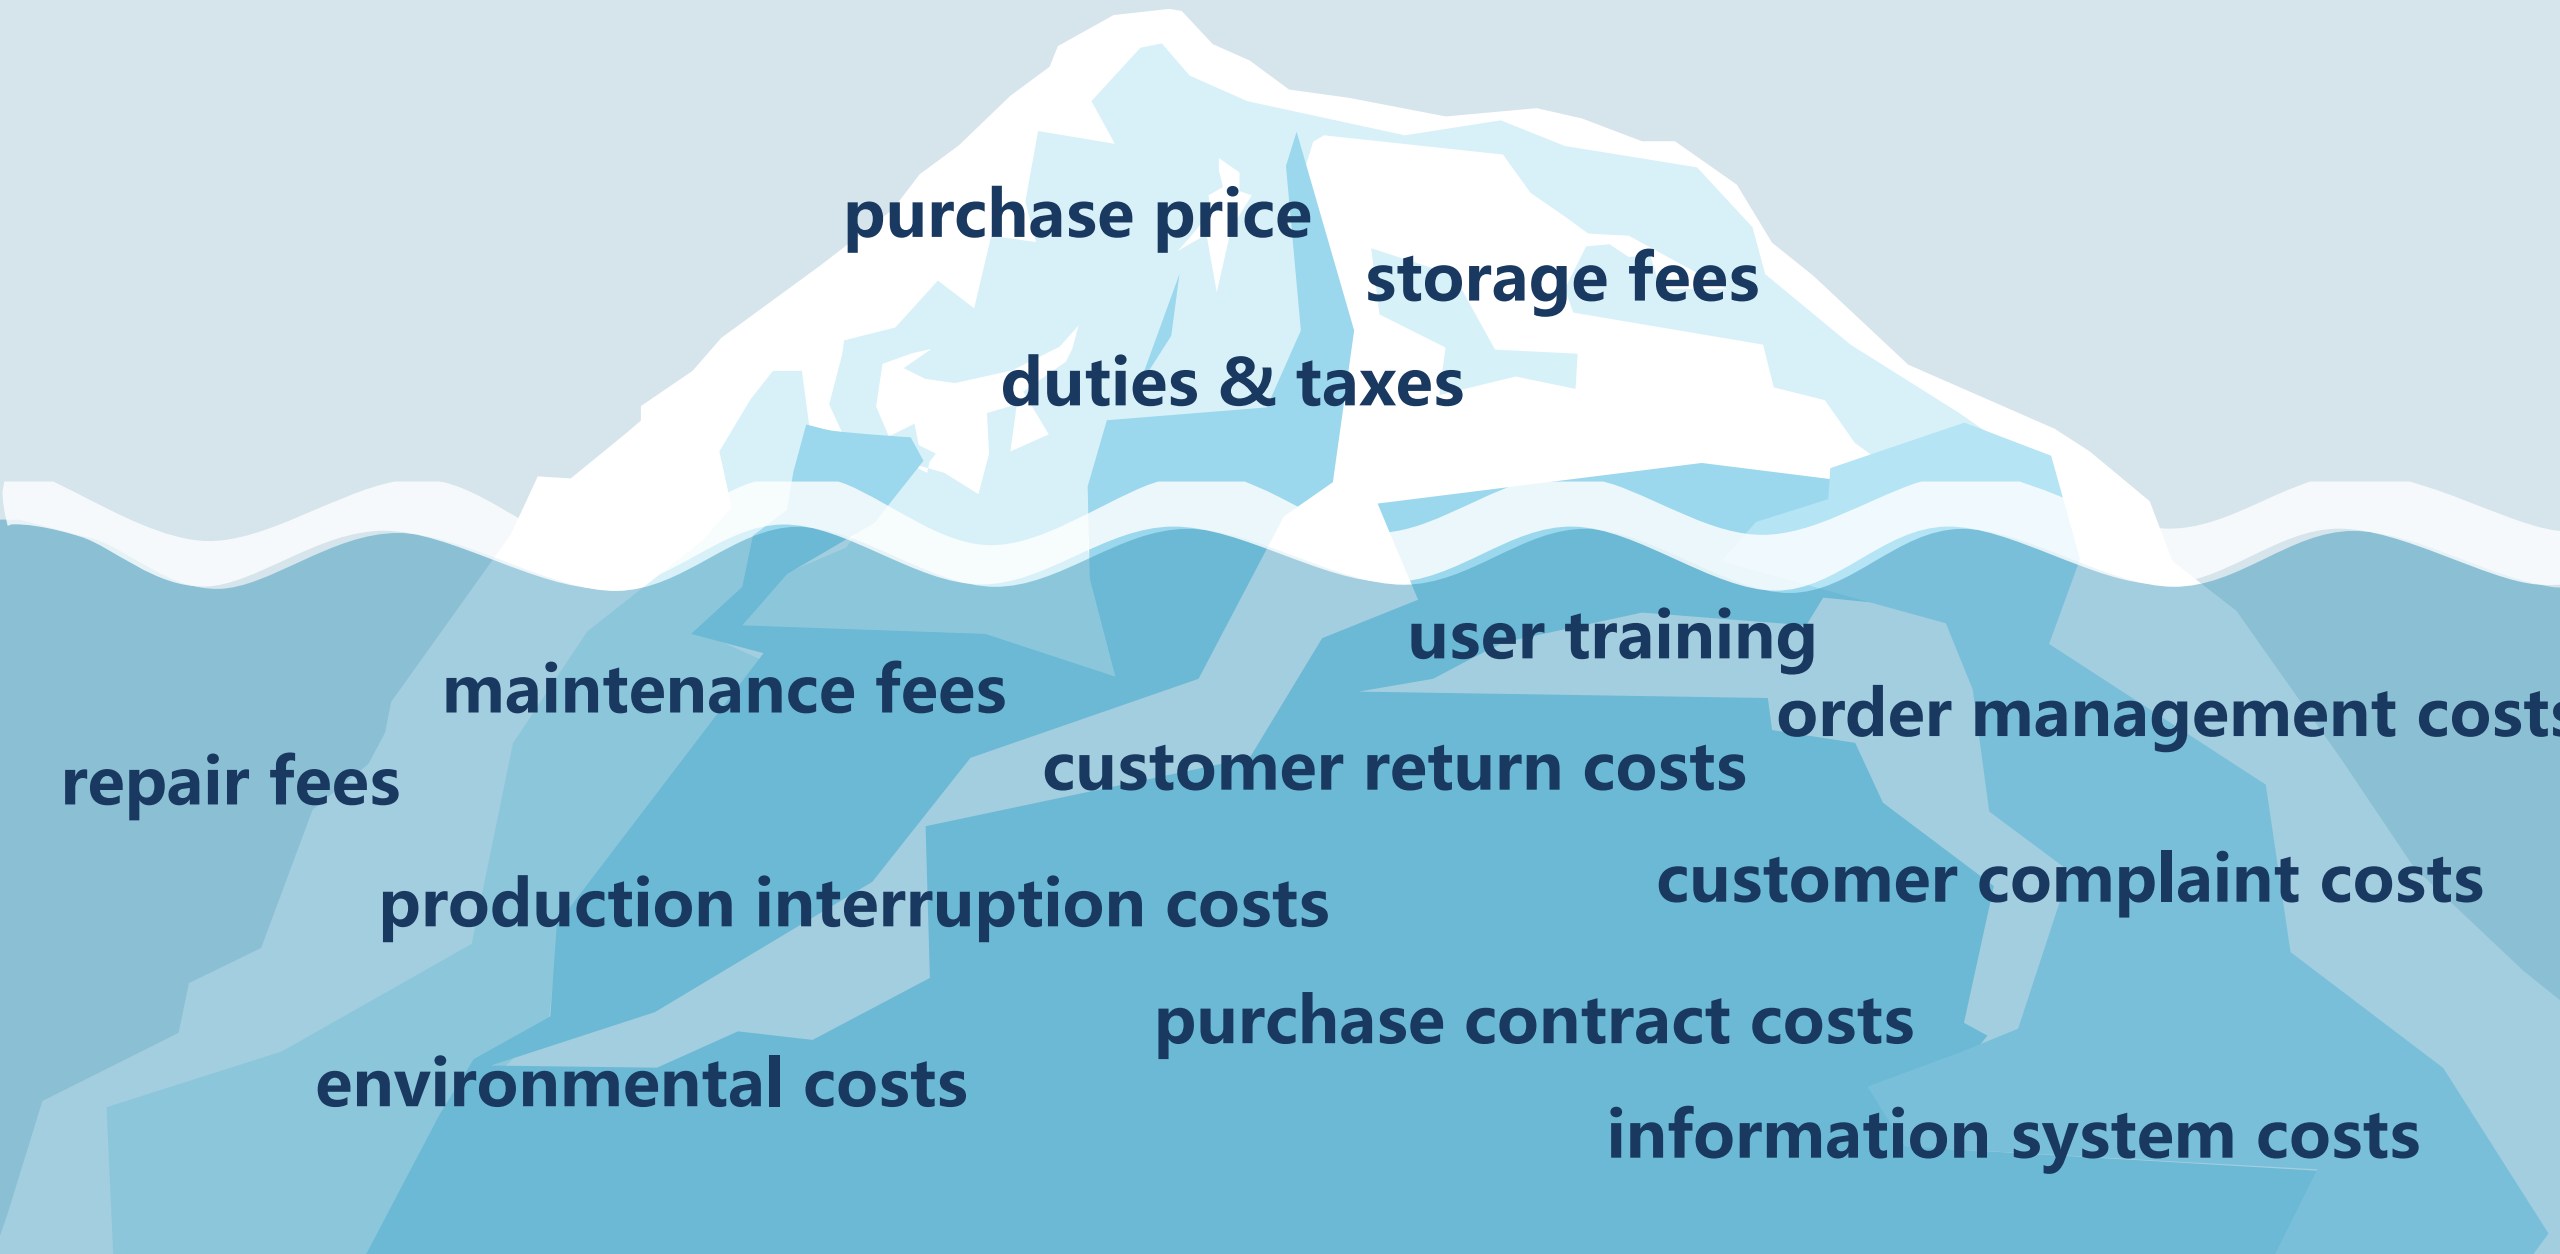 purchase price
storage fees
duties & taxes
user training
maintenance fees
order management costs
customer return costs
repair fees
customer complaint costs
production interruption costs
purchase contract costs
environmental costs
information system costs